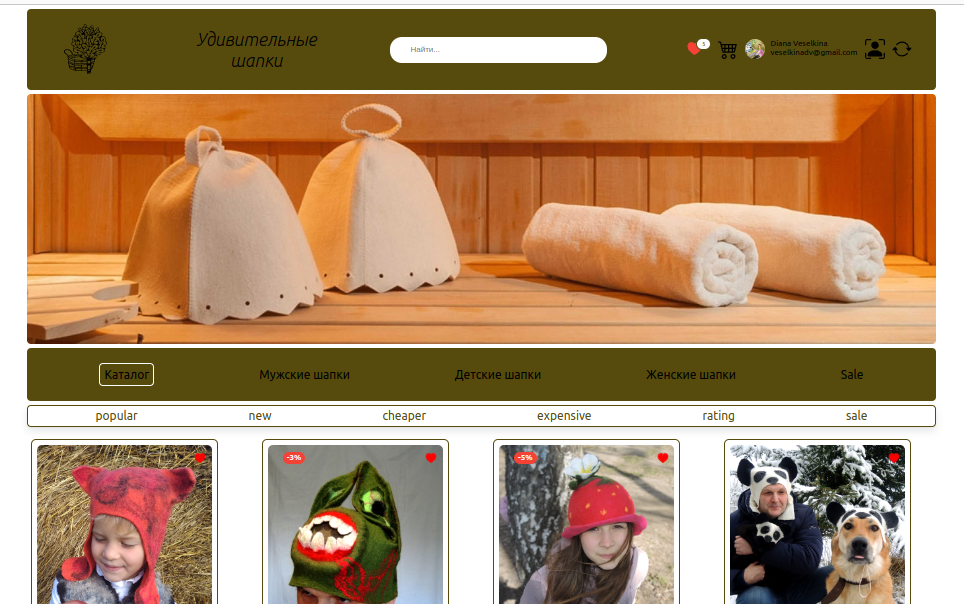 Удивительные
шапки
Найти...
5
Diana Veselkina
veselkinadv@gmail.com
Каталог
Мужские шапки
Детские шапки
Женские шапки
Sale
popular
new
cheaper
expensive
rating
sale
-3%
-5%